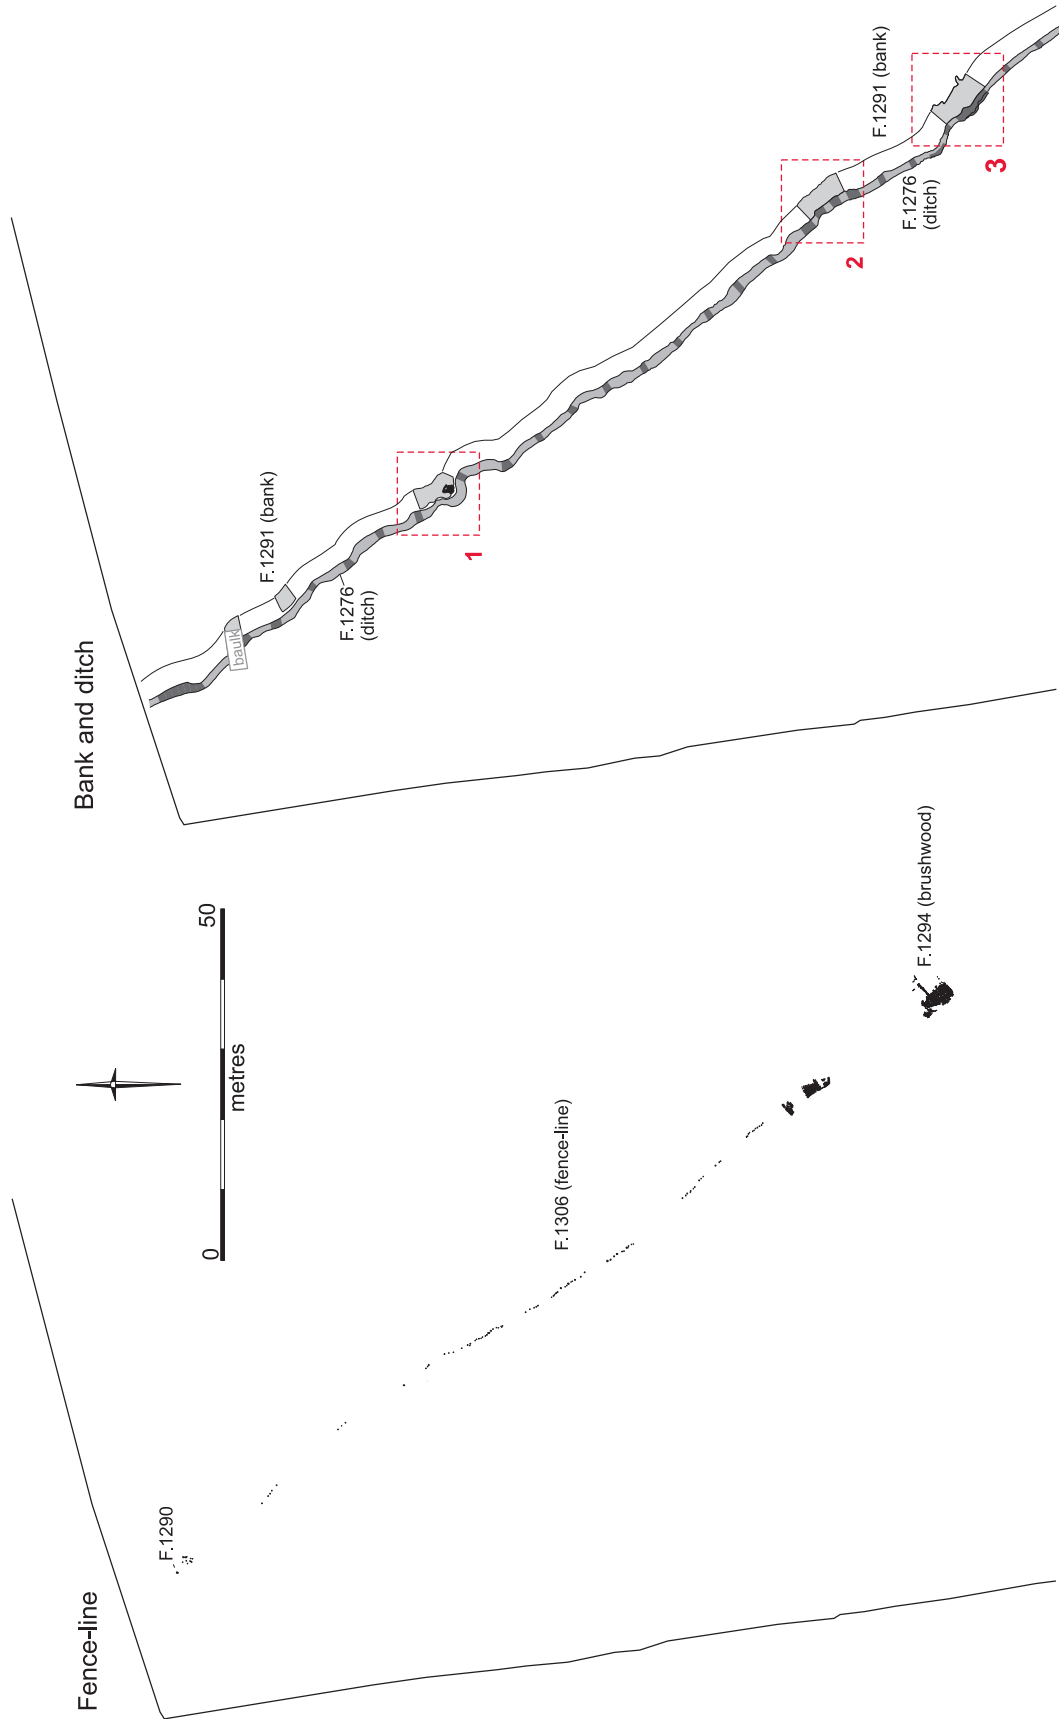 Fence-line
F.1290
F.1306 (fence-line)
F.1294 (brushwood)
0
50
metres
Bank and ditch
baulk
F.1291 (bank)
F.1276
(ditch)
1
2
F.1291 (bank)
F.1276
(ditch)
3